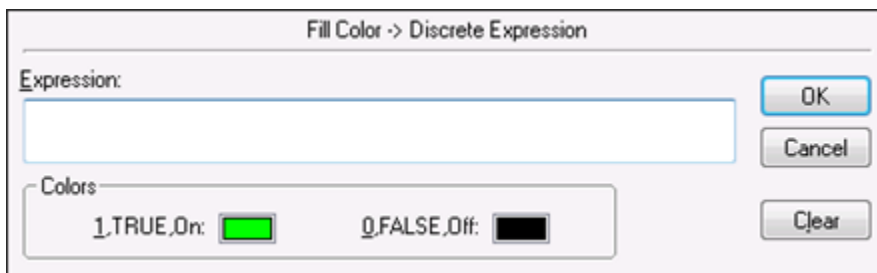 Fill Color -> Discrete Expression
Expression:
OK
Cancel
Colors
1,TRUE,On:
0,FALSE,Off:
Clear